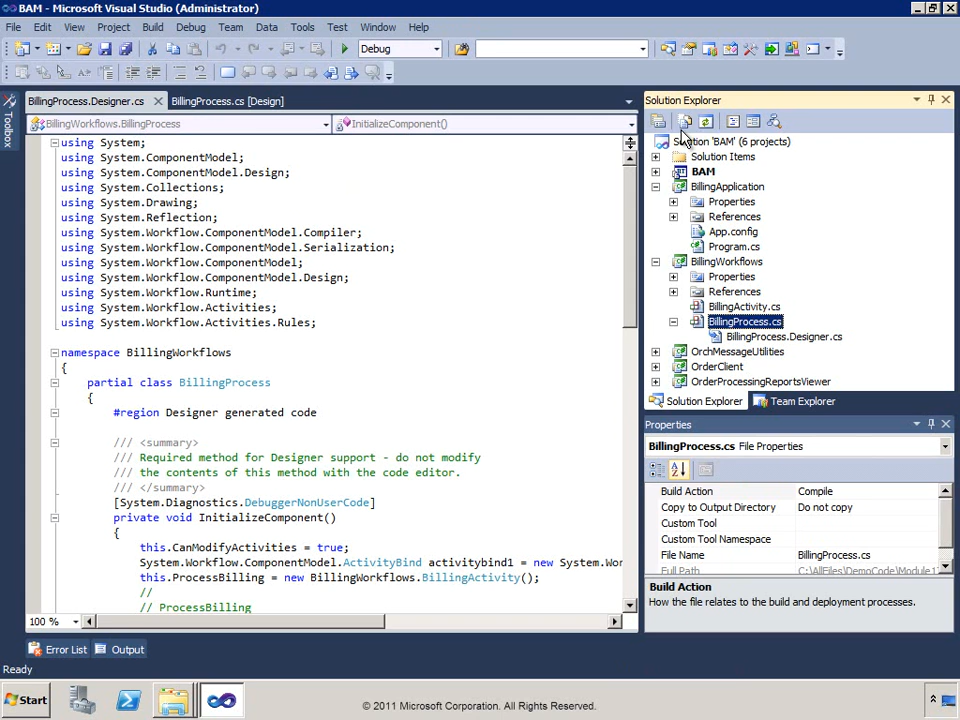 BAM - Microsoft Visual Studio (Administrator)
File Edit View Project Build Debug Team Data Tools Test Window Help
Debug
Toolbox
BillingProcess.Designer.cs
BillingProcess.cs [Design]
BillingWorkflows.BillingProcess
InitializeComponent()
using System;
using System.ComponentModel;
using System.ComponentModel.Design;
using System.Collections;
using System.Drawing;
using System.Reflection;
using System.Workflow.ComponentModel.Compiler;
using System.Workflow.ComponentModel.Serialization;
using System.Workflow.ComponentModel;
using System.Workflow.ComponentModel.Design;
using System.Workflow.Runtime;
using System.Workflow.Activities;
using System.Workflow.Activities.Rules;
namespace BillingWorkflows
{
partial class BillingProcess
{
#region Designer generated code
/// <summary>
/// Required method for Designer support - do not modify
/// the contents of this method with the code editor.
/// </summary>
[System.Diagnostics.DebuggerNonUserCode]
private void InitializeComponent()
{
this.CanModifyActivities = true;
System.Workflow.ComponentModel.ActivityBind activitybind1 = new System.Wor
this.ProcessBilling = new BillingWorkflows.BillingActivity();
//
// ProcessBilling
100 %
Error List
Output
Ready
Solution Explorer
Solution 'BAM' (6 projects)
Solution Items
BAM
BillingApplication
Properties
References
App.config
Program.cs
BillingWorkflows
Properties
References
BillingActivity.cs
BillingProcess.cs
BillingProcess.Designer.cs
OrchMessageUtilities
OrderClient
OrderProcessingReportsViewer
Solution Explorer
Team Explorer
Properties
BillingProcess.cs File Properties
Build Action Compile
Copy to Output Directory Do not copy
Custom Tool
Custom Tool Namespace
File Name BillingProcess.cs
Full Path C:\AllFiles\DemoCode\Module1
Build Action
How the file relates to the build and deployment processes.
Start
© 2011 Microsoft Corporation. All Rights Reserved.